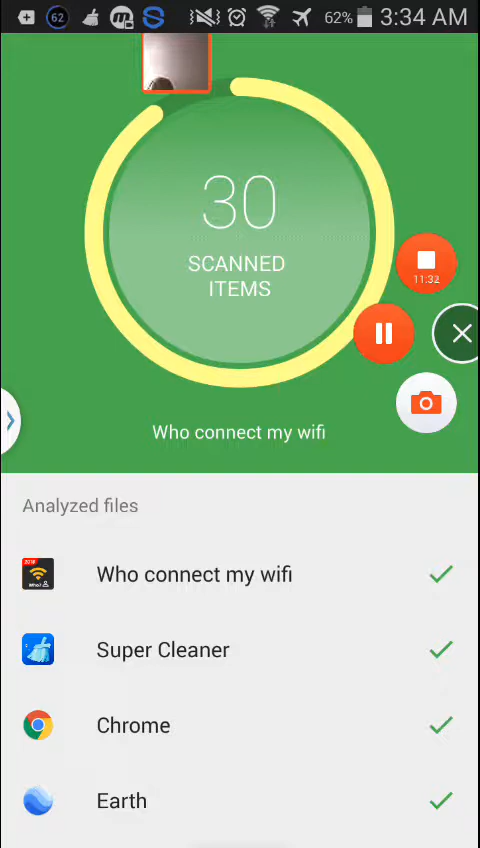 62
62%
3:34 AM
30
SCANNED
ITEMS
11:32
Who connect my wifi
Analyzed files
Who connect my wifi
Super Cleaner
Chrome
Earth